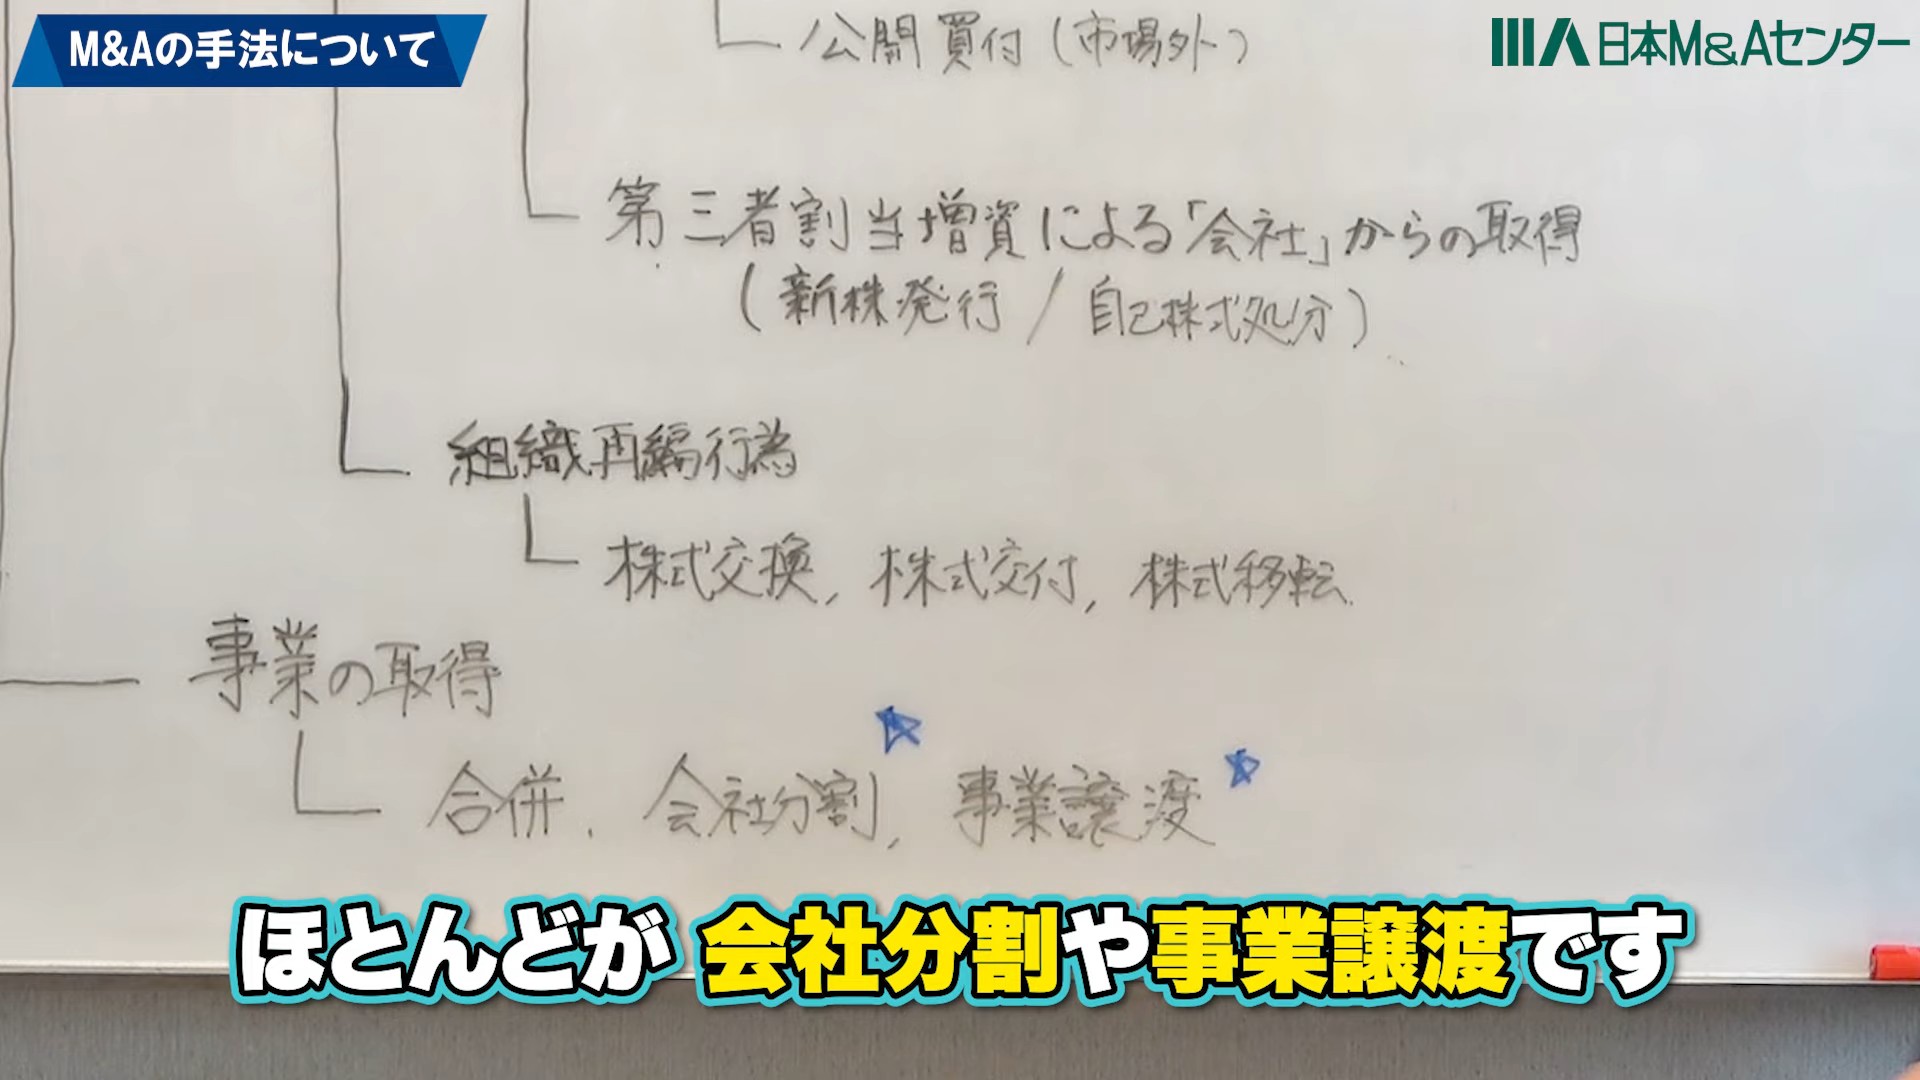 M&Aの手法について
日本M&Aセンター
公開買付(市場外)
第三者割当増資による「会社」からの取得
(新株発行/自己株式処分)
組織再編行為
株式交換, 株式交付, 株式移転
事業の取得
合併、会社分割, 事業譲渡
ほとんどが 会社分割や事業譲渡です